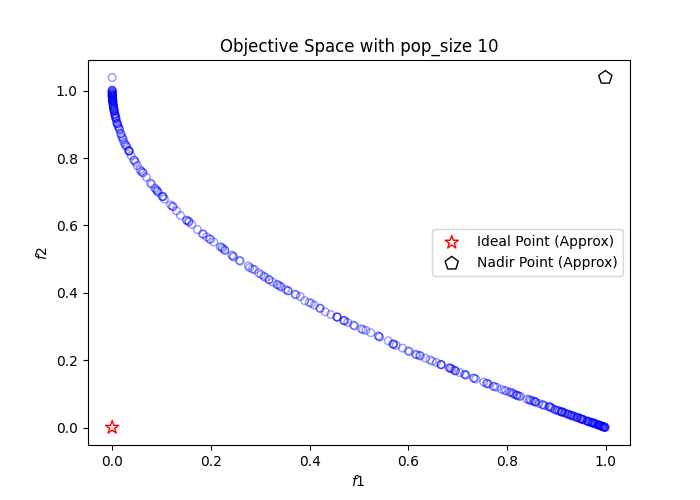 Objective Space with pop_size 10
1.0
0.8
0.6
0.4
0.2
0.0
f2
Ideal Point (Approx)
Nadir Point (Approx)
0.0 0.2 0.4 0.6 0.8 1.0
f1